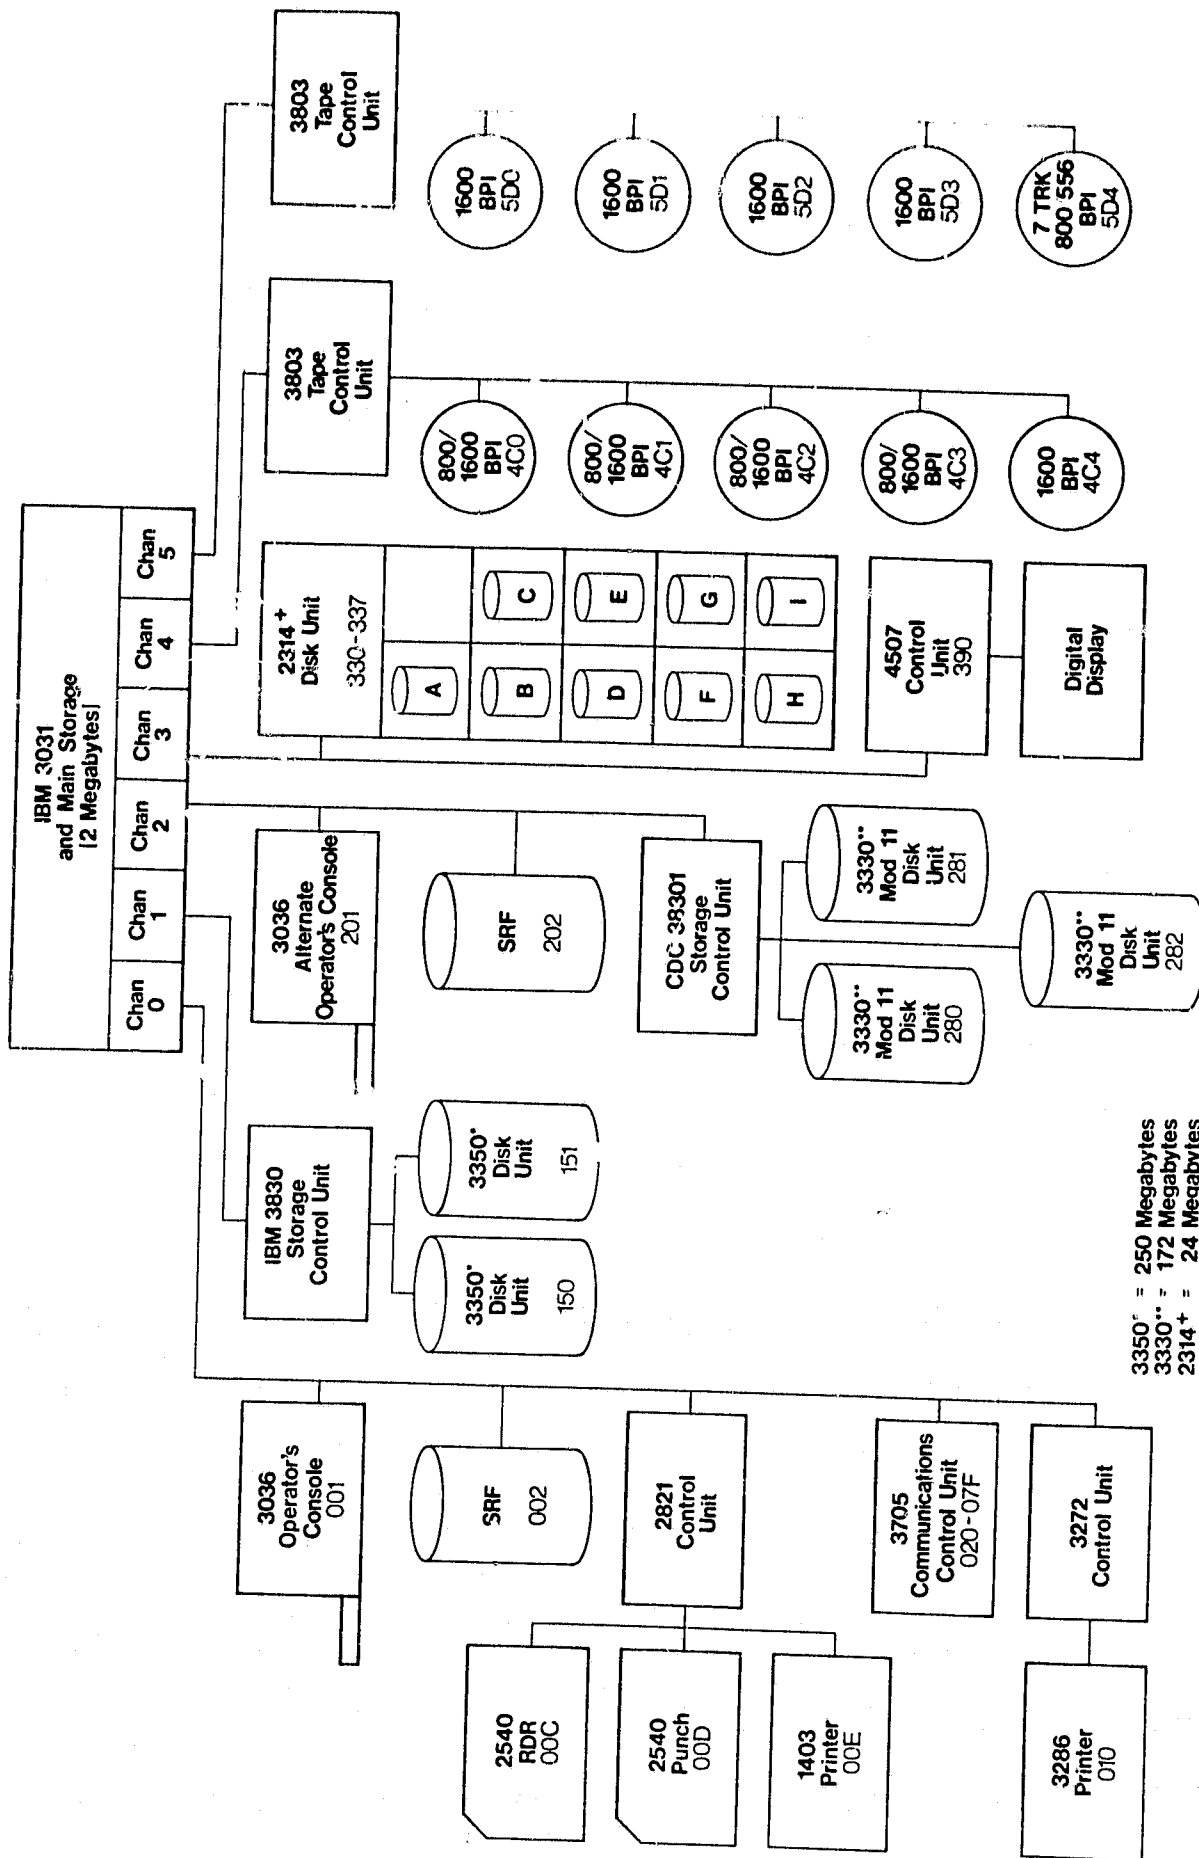 IBM 3031
and Main Storage
[2 Megabytes]
Chan
0
Chan
1
Chan
2
Chan
3
Chan
4
Chan
5
3036
Operator's
Console
001
SRF
002
2821
Control
Unit
2540
RDR
00C
2540
Punch
00D
1403
Printer
00E
3705
Communications
Control Unit
020-07F
3272
Control Unit
3286
Printer
010
IBM 3830
Storage
Control Unit
3350*
Disk
Unit
150
3350*
Disk
Unit
151
3036
Alternate
Operator's Console
201
SRF
202
CDC 38301
Storage
Control Unit
3330**
Mod 11
Disk
Unit
280
3330**
Mod 11
Disk
Unit
281
3330**
Mod 11
Disk
Unit
282
2314+
Disk Unit
330-337
A
B
C
D
E
F
G
H
I
4507
Control
Unit
390
Digital
Display
3803
Tape
Control
Unit
800/
1600
BPI
4C0
800/
1600
BPI
4C1
800/
1600
BPI
4C2
800/
1600
BPI
4C3
1600
BPI
4C4
3803
Tape
Control
Unit
1600
BPI
5D0
1600
BPI
5D1
1600
BPI
5D2
1600
BPI
5D3
7 TRK
800 556
BPI
5D4
3350* = 250 Megabytes
3330** = 172 Megabytes
2314+ = 24 Megabytes